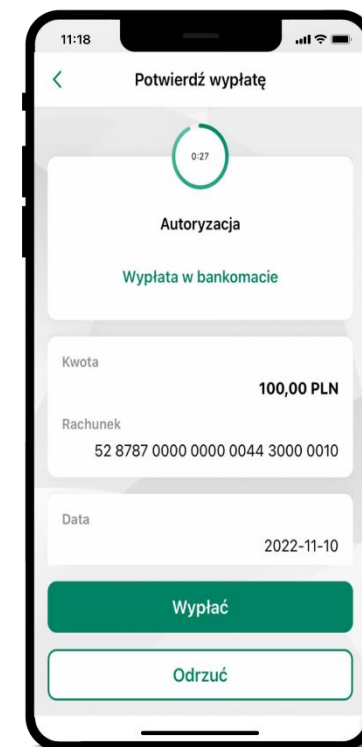 11:18
Potwierdź wypłatę
0:27
Autoryzacja
Wypłata w bankomacie
Kwota
100,00 PLN
Rachunek
52 8787 0000 0000 0044 3000 0010
Data
2022-11-10
Wypłać
Odrzuć